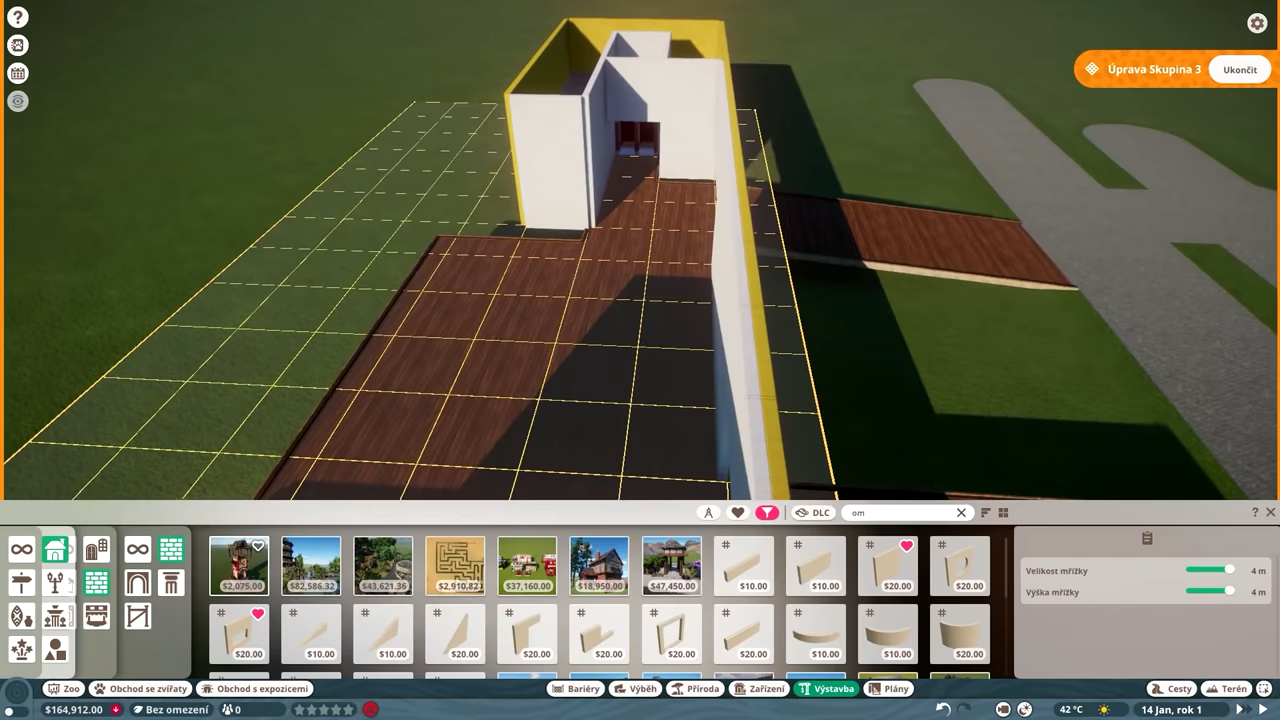 ?
Úprava Skupina 3
Ukončit
DLC
om
?
$2,075.00
$82,586.32
$43,621.36
$2,910.82
$37,160.00
$18,950.00
$47,450.00
$10.00
$10.00
$20.00
$20.00
$20.00
$10.00
$10.00
$20.00
$20.00
$20.00
$20.00
$20.00
$10.00
$20.00
$20.00
Velikost mřížky 4 m
Výška mřížky 4 m
Zoo
Obchod se zvířaty
Obchod s expozicemi
Bariéry
Výběh
Příroda
Zařízení
Výstavba
Plány
Cesty
Terén
$164,912.00
Bez omezení
0
42 °C
14 Jan, rok 1